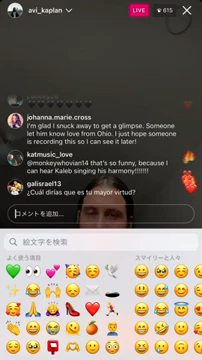 avi_kaplan
LIVE
615
johanna.marie.cross
I'm glad I snuck away to get a glimpse. Someone
let him know love from Ohio. I just hope someone
is recording this so I can see it later!
katmusic_love
@monkeywhovian14 that's so funny, because I
can hear Kaleb singing his harmony!!!!!!!
galisrael13
¿Cuál dirías que es tu mayor virtud?
コメントを追加...
絵文字を検索
よく使う項目
スマイリーと人々